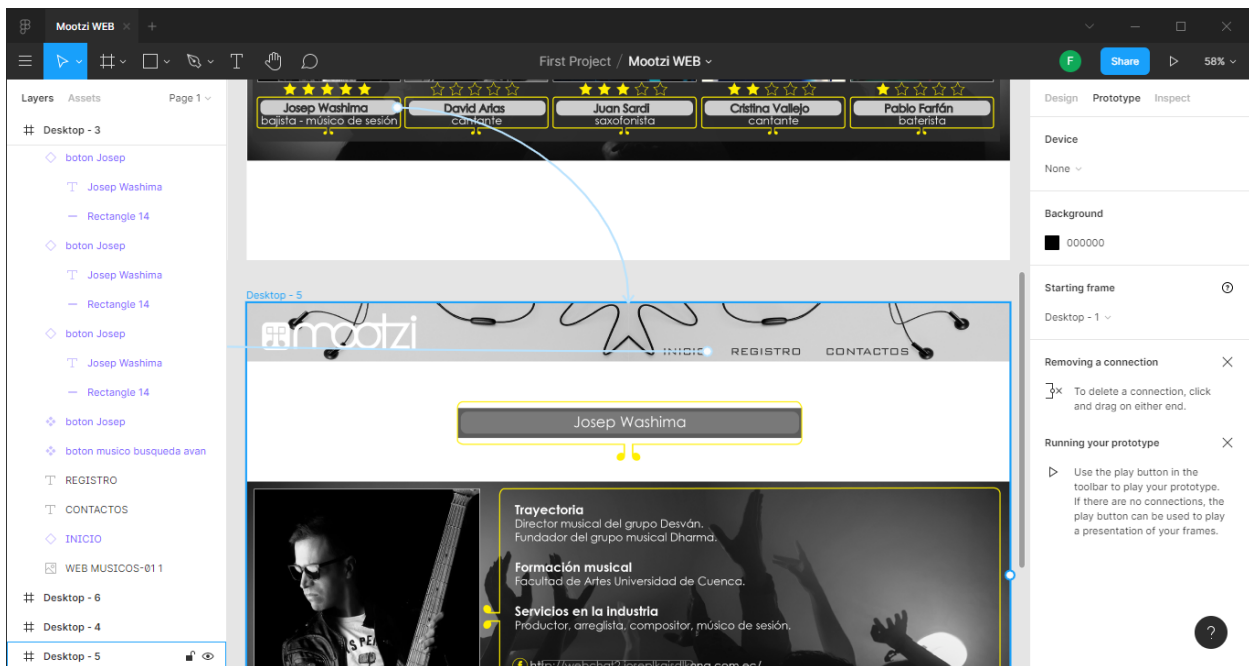 Mootzi WEB
First Project / Mootzi WEB
F
Share
58%
Layers
Assets
Page 1
Desktop - 3
boton Josep
Josep Washima
Rectangle 14
boton Josep
Josep Washima
Rectangle 14
boton Josep
Josep Washima
Rectangle 14
boton Josep
boton musico busqueda avan
REGISTRO
CONTACTOS
INICIO
WEB MUSICOS-01 1
Desktop - 6
Desktop - 4
Desktop - 5
Josep Washima
bajista - músico de sesión
David Arias
cantante
Juan Sardi
saxofonista
Cristina Vallejo
cantante
Pablo Farfán
baterista
Desktop - 5
mootzi
INICIO REGISTRO CONTACTOS
Josep Washima
Trayectoria
Director musical del grupo Desván.
Fundador del grupo musical Dharma.
Formación musical
Facultad de Artes Universidad de Cuenca.
Servicios en la industria
Productor, arreglista, compositor, músico de sesión.
Design
Prototype
Inspect
Device
None
Background
000000
Starting frame
Desktop - 1
Removing a connection
To delete a connection, click
and drag on either end.
Running your prototype
Use the play button in the
toolbar to play your prototype.
If there are no connections, the
play button can be used to play
a presentation of your frames.
?